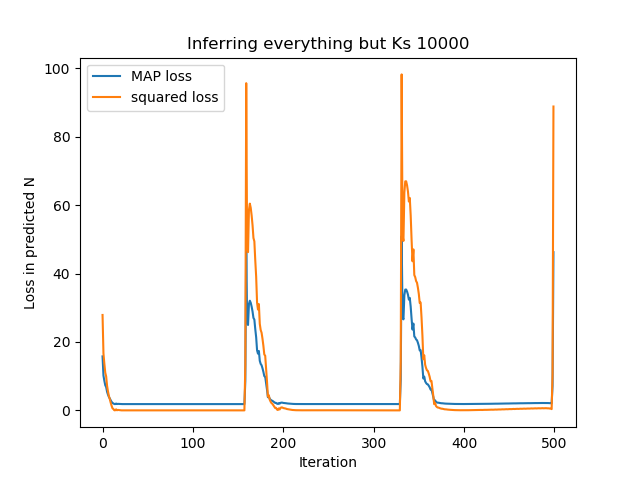 Inferring everything but Ks 10000
MAP loss
squared loss
Loss in predicted N
100
80
60
40
20
0
0
100
200
300
400
500
Iteration